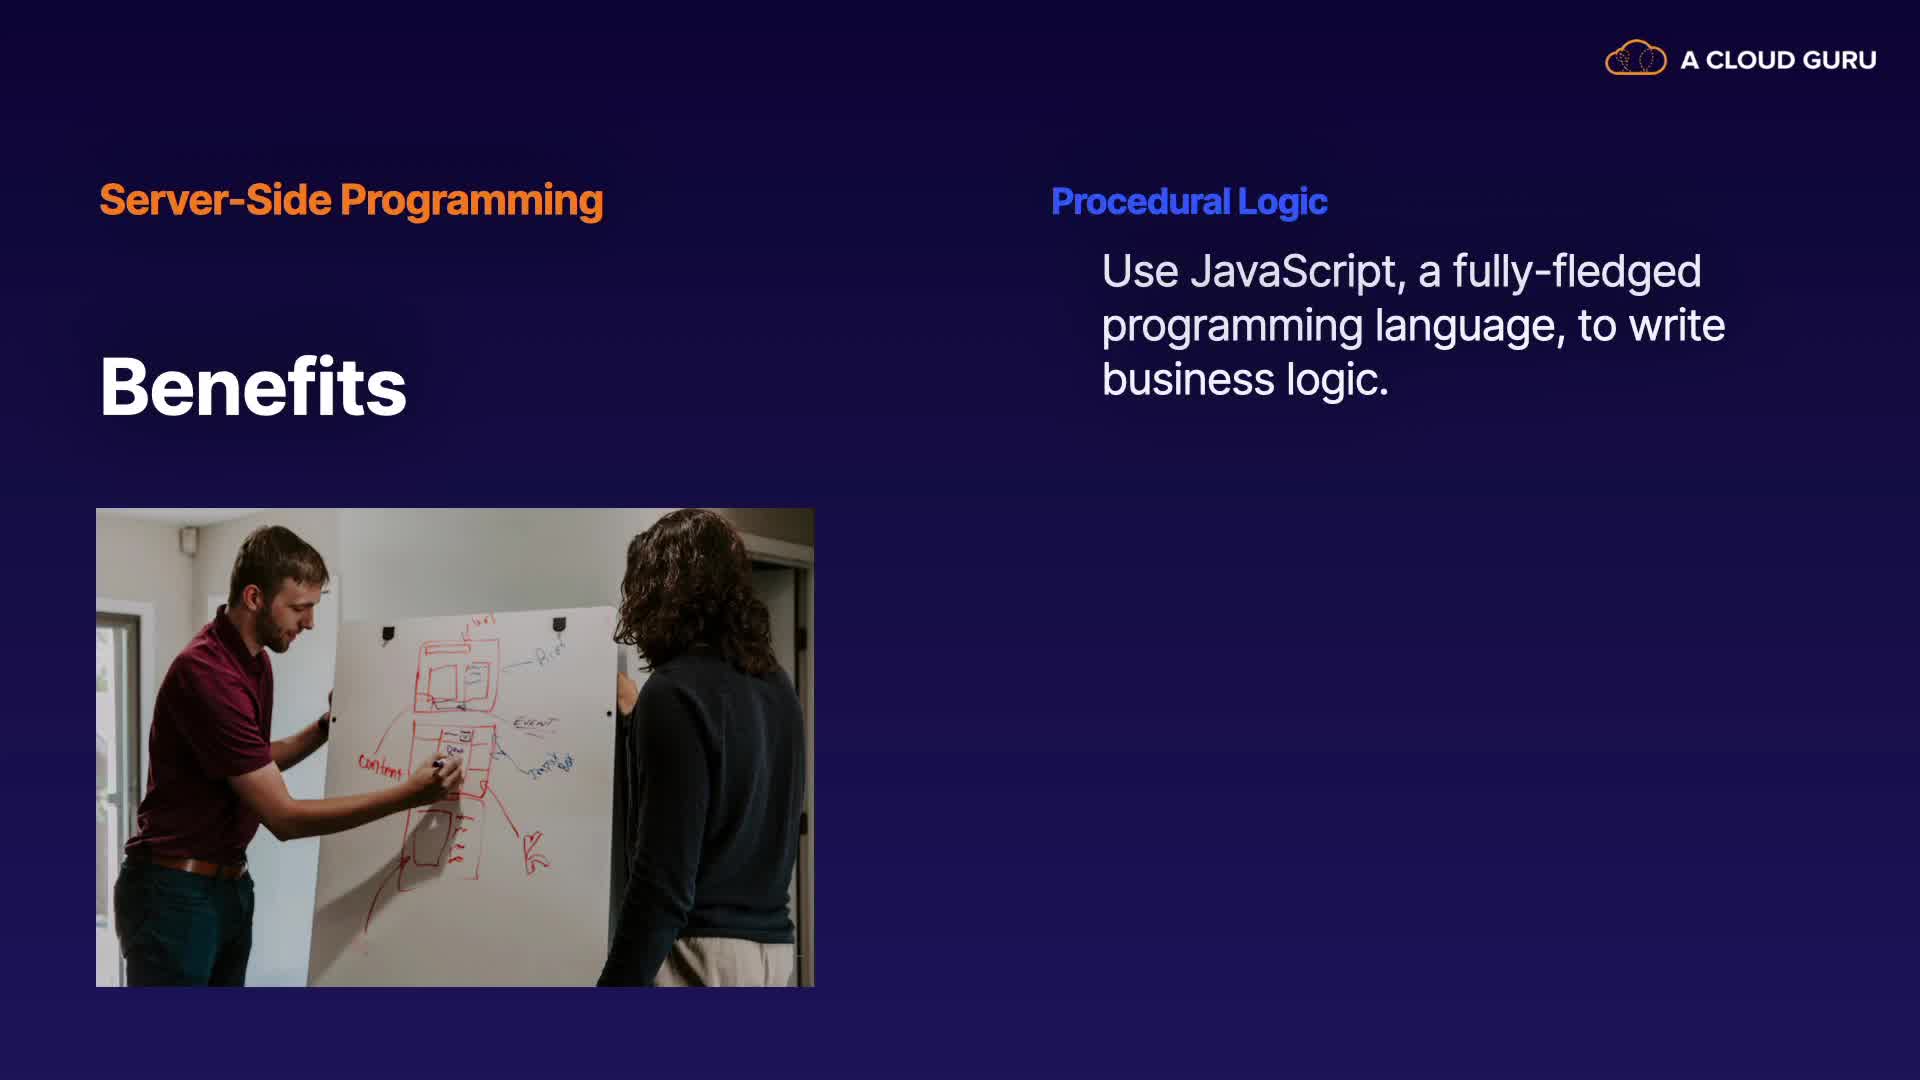 A CLOUD GURU
Server-Side Programming
Benefits
Procedural Logic
Use JavaScript, a fully-fledged
programming language, to write
business logic.
EVENT
content